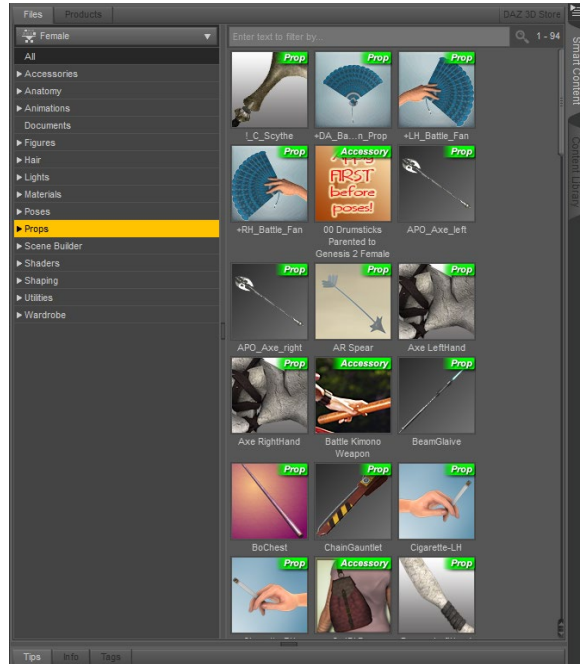 Files
Products
DAZ 3D Store
Female
Enter text to filter by...
1 - 94
All
Accessories
Anatomy
Animations
Documents
Figures
Hair
Lights
Materials
Poses
Props
Scene Builder
Shaders
Shaping
Utilities
Wardrobe
Prop
Prop
Prop
!_C_Scythe
+DA_Ba...n_Prop
+LH_Battle_Fan
Prop
Accessory
Prop
FIRST
before
poses!
+RH_Battle_Fan
00 Drumsticks
Parented to
Genesis 2 Female
APO_Axe_left
Prop
Prop
Prop
APO_Axe_right
AR Spear
Axe LeftHand
Prop
Accessory
Prop
Axe RightHand
Battle Kimono
Weapon
BeamGlaive
Prop
Prop
Prop
BoChest
ChainGauntlet
Cigarette-LH
Prop
Accessory
Prop
Smart Content
Content Library
Tips
Info
Tags